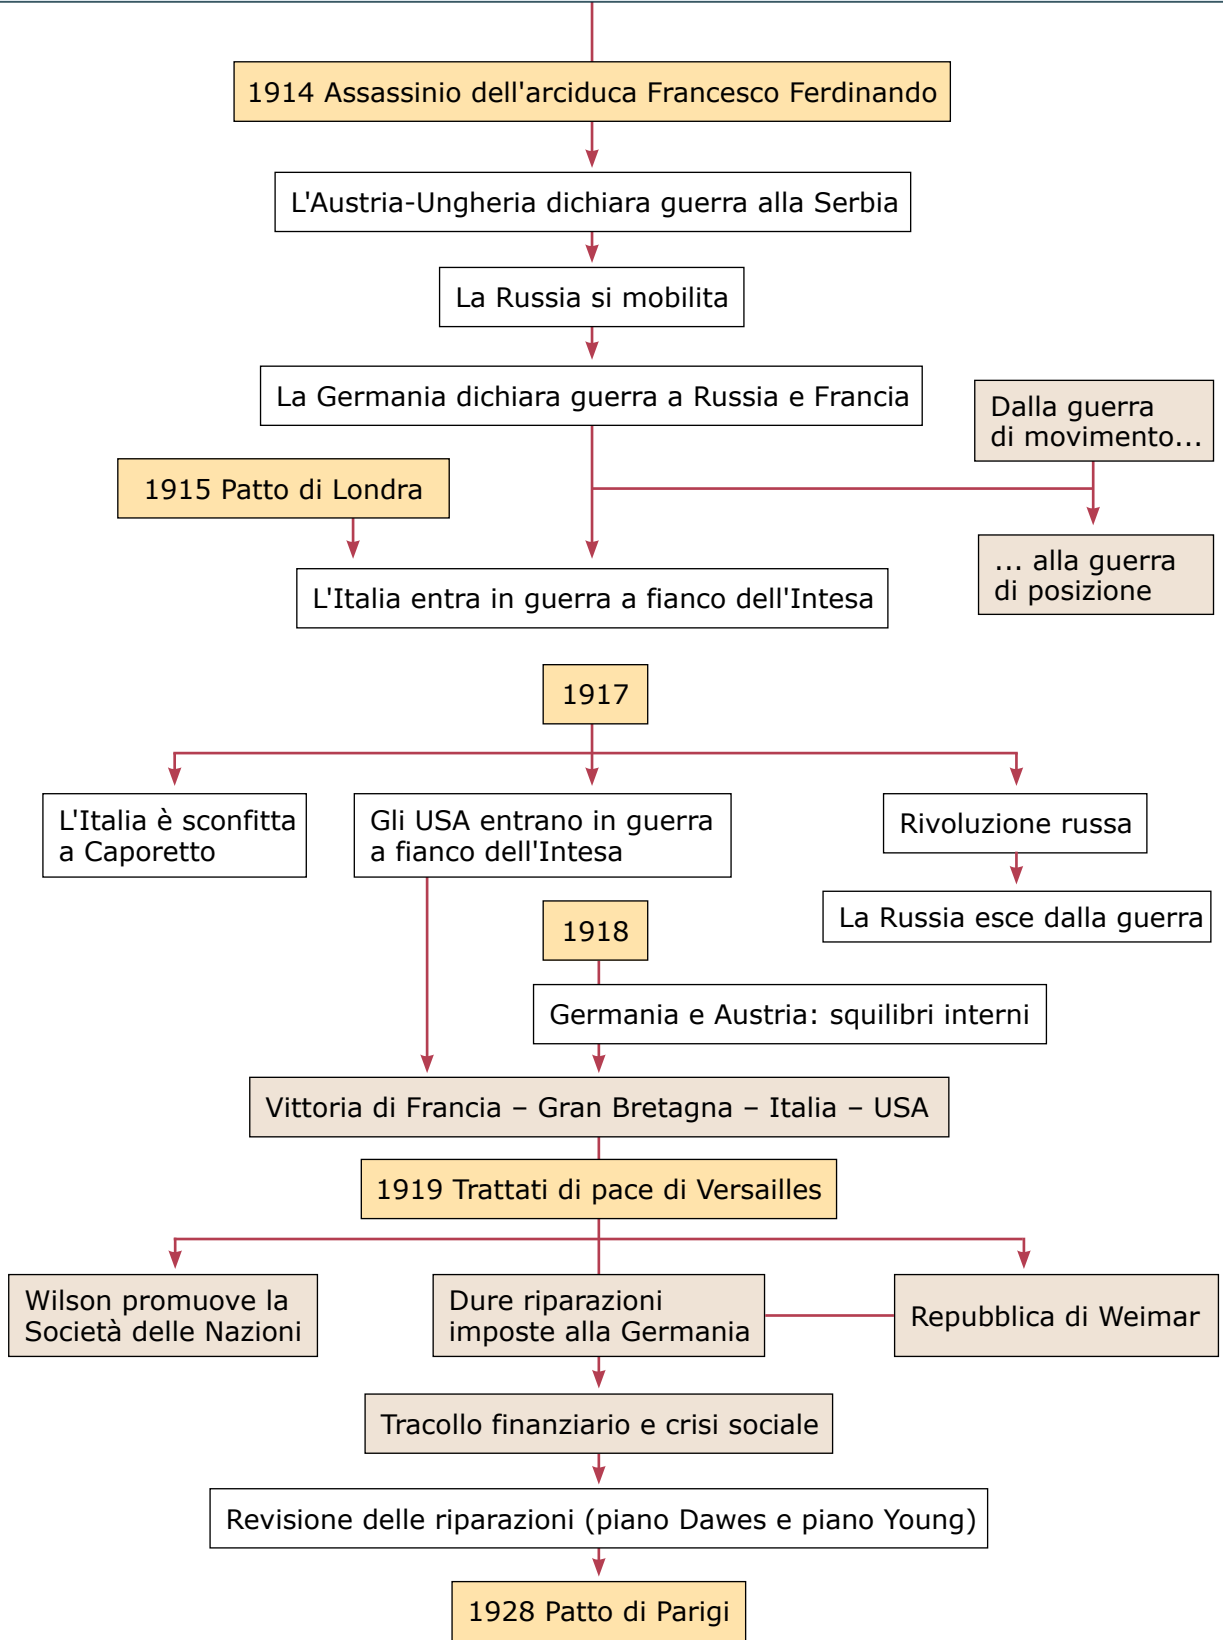 1914 Assassinio dell'arciduca Francesco Ferdinando
L'Austria-Ungheria dichiara guerra alla Serbia
La Russia si mobilita
La Germania dichiara guerra a Russia e Francia
Dalla guerra
di movimento...
1915 Patto di Londra
... alla guerra
di posizione
L'Italia entra in guerra a fianco dell'Intesa
1917
L'Italia è sconfitta
a Caporetto
Gli USA entrano in guerra
a fianco dell'Intesa
Rivoluzione russa
La Russia esce dalla guerra
1918
Germania e Austria: squilibri interni
Vittoria di Francia – Gran Bretagna – Italia – USA
1919 Trattati di pace di Versailles
Wilson promuove la
Società delle Nazioni
Dure riparazioni
imposte alla Germania
Repubblica di Weimar
Tracollo finanziario e crisi sociale
Revisione delle riparazioni (piano Dawes e piano Young)
1928 Patto di Parigi